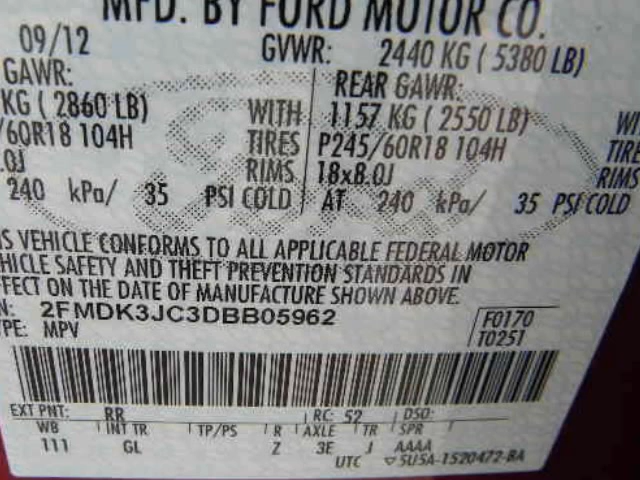 MFD. BY FORD MOTOR CO.
09/12 GVWR: 2440 KG ( 5380 LB)
GAWR: REAR GAWR:
KG ( 2860 LB) WITH 1157 KG ( 2550 LB) WI
/60R18 104H TIRES P245/60R18 104H TIRE
.0J RIMS 18x8.0J RIMS
240 kPa/ 35 PSI COLD AT 240 kPa/ 35 PSI COLD
S VEHICLE CONFORMS TO ALL APPLICABLE FEDERAL MOTOR
HICLE SAFETY AND THEFT PREVENTION STANDARDS IN
FECT ON THE DATE OF MANUFACTURE SHOWN ABOVE.
N: 2FMDK3JC3DBB05962 F0170
PE: MPV T0251
EXT PNT: RR RC: 52 DSO:
WB INT TR TP/PS R AXLE TR SPR
111 GL Z 3E J AAAA
UTC 5U5A-1520472-BA